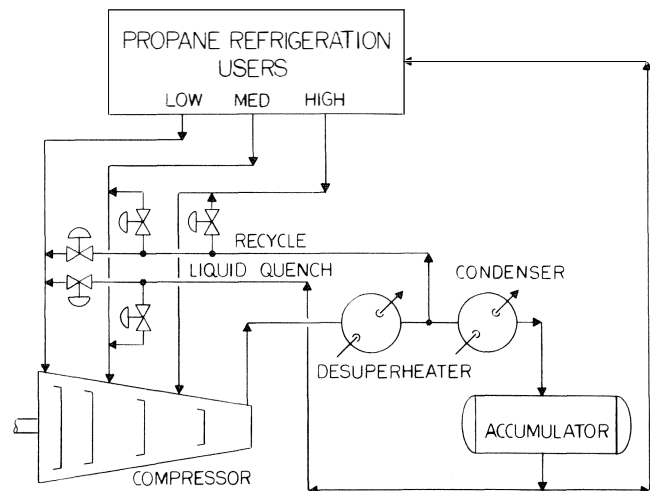 PROPANE REFRIGERATION
USERS
LOW MED HIGH
RECYCLE
LIQUID QUENCH
CONDENSER
DESUPERHEATER
ACCUMULATOR
COMPRESSOR